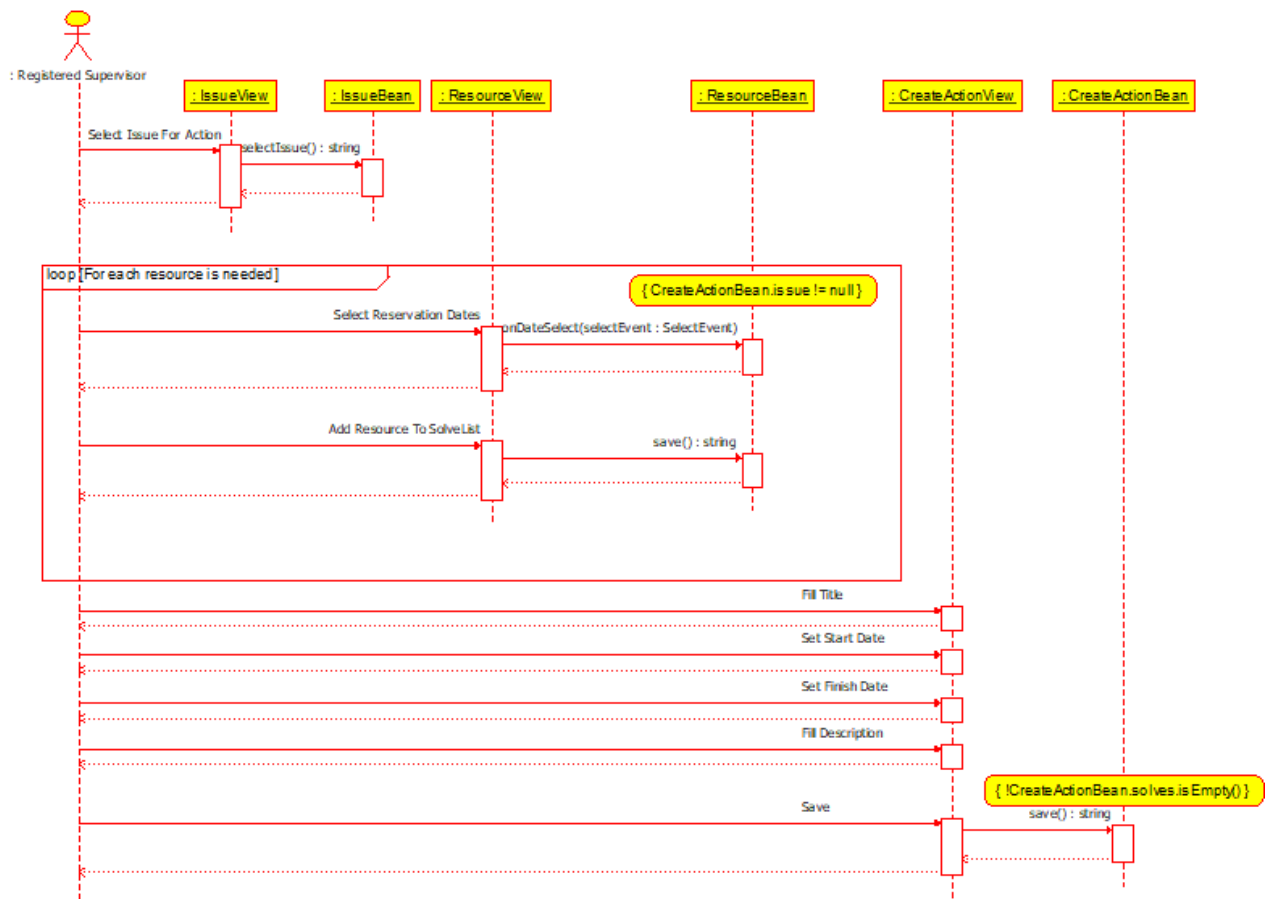 : Registered Supervisor
: IssueView
: IssueBean
: ResourceView
: ResourceBean
: CreateActionView
: CreateActionBean
Select Issue For Action
selectIssue() : string
loop [For each resource is needed]
{ CreateActionBean.issue != null }
Select Reservation Dates
onDateSelect(selectEvent : SelectEvent)
Add Resource To SolveList
save() : string
Fill Title
Set Start Date
Set Finish Date
Fill Description
{ !CreateActionBean.solves.isEmpty() }
Save
save() : string